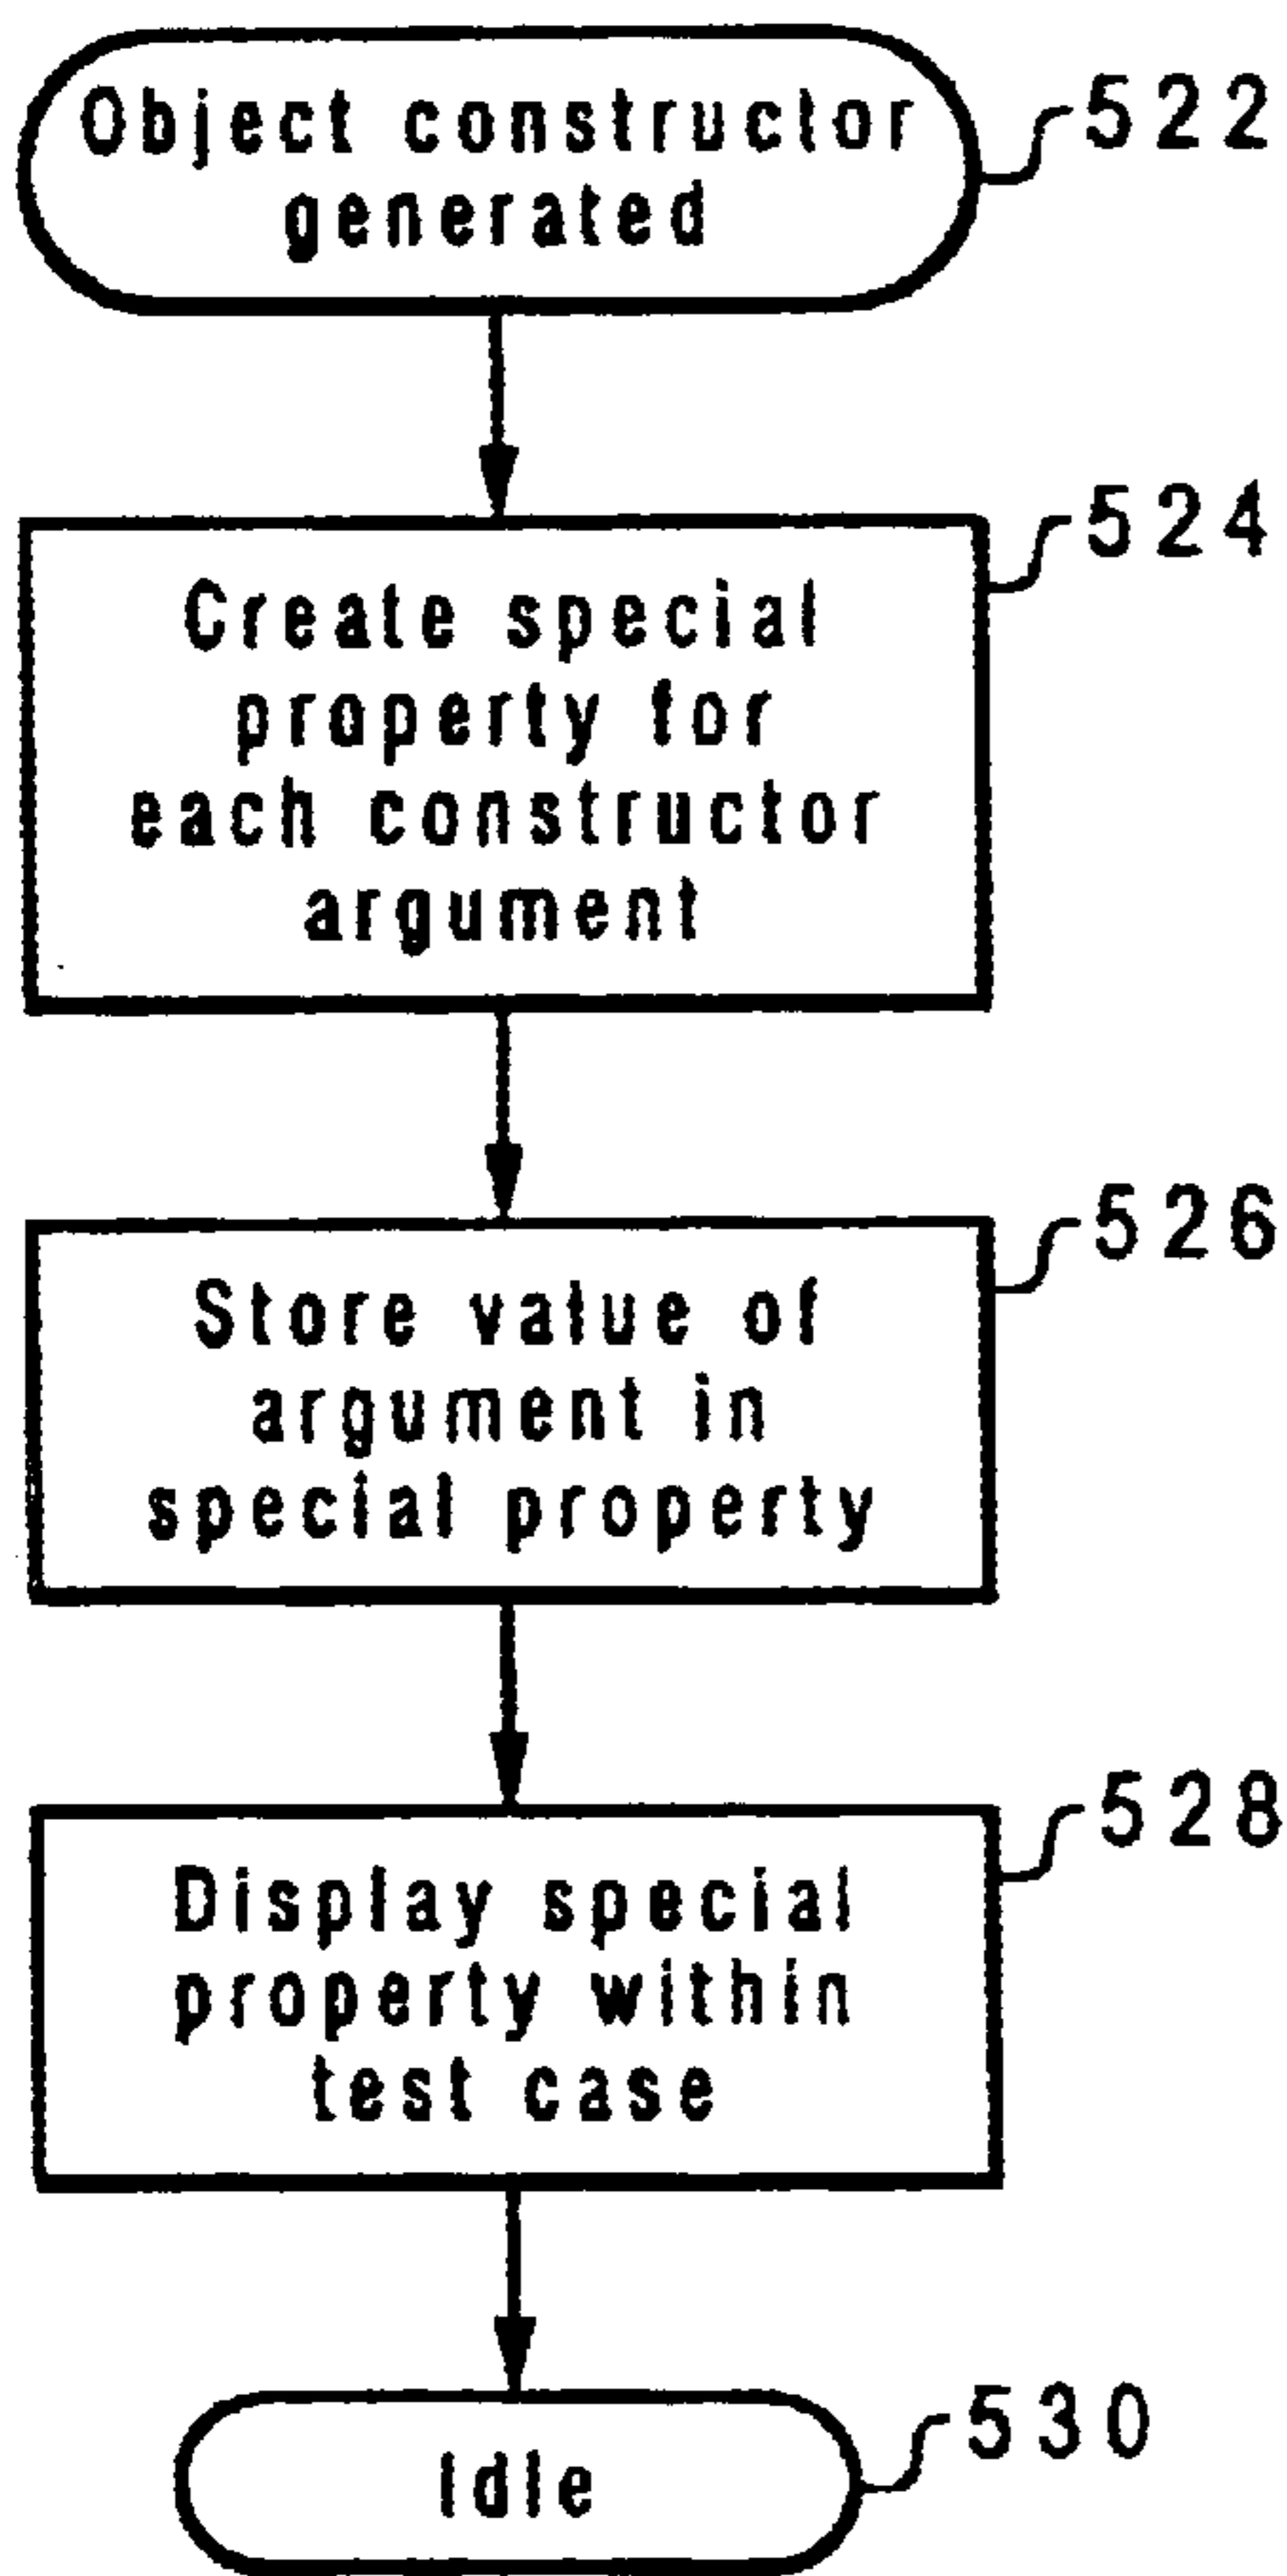 Object constructor
generated
522
Create special
property for
each constructor
argument
524
Store value of
argument in
special property
526
Display special
property within
test case
528
Idle
530